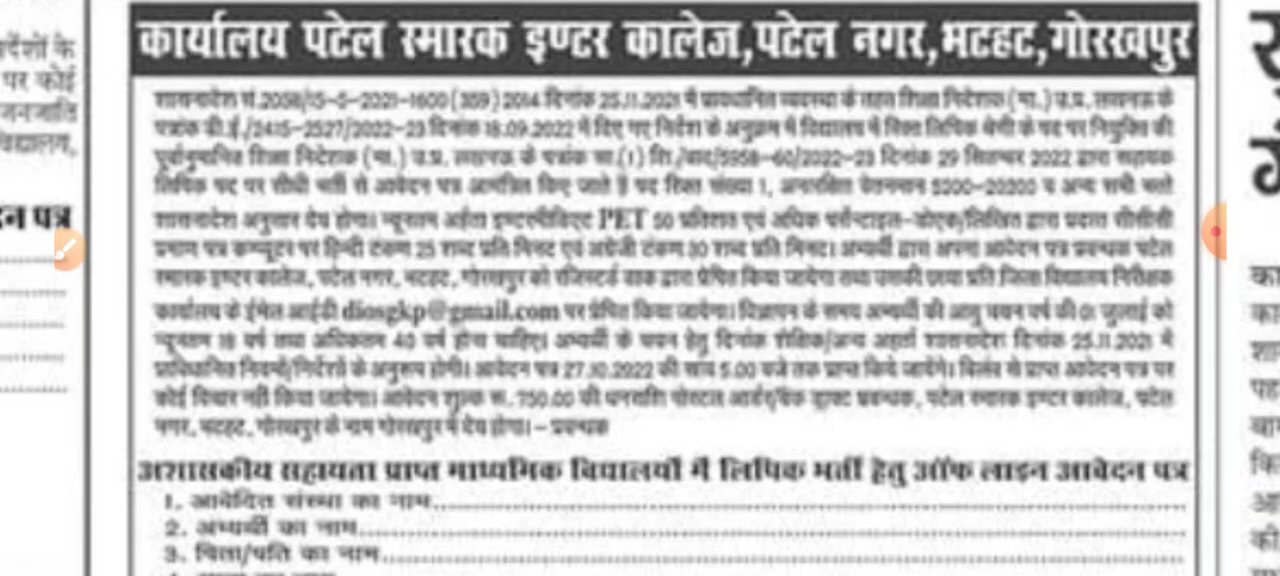 र्देशों के
पर कोई
जनजाति
विद्यालय,
न पत्र
कार्यालय पटेल स्मारक इण्टर कालेज,पटेल नगर,भटहट,गोरखपुर
शासनादेश सं.2058/15-5-2021-1600(359)2014 दिनांक 25.11.2021 में प्रावधानित व्यवस्था के तहत शिक्षा निदेशक (मा.) उ.प्र. लखनऊ के
पत्रांक डी.ई./2415-2527/2022-23 दिनांक 16.09.2022 में दिए गए निर्देश के अनुक्रम में विद्यालय में रिक्त लिपिक श्रेणी के पद पर नियुक्ति की
पूर्वानुमानित शिक्षा निदेशक (मा.) उ.प्र. लखनऊ के पत्रांक सा.(1) शि./बाद/5958-60/2022-23 दिनांक 29 सितम्बर 2022 द्वारा सहायक
लिपिक पद पर सीधी भर्ती से आवेदन पत्र आमंत्रित किए जाते हैं पद रिक्त संख्या 1, अनारक्षित वेतनमान 5200-20200 व अन्य सभी भत्ते
शासनादेश अनुसार देय होगा। न्यूनतम अर्हता इण्टरमीडिएट PET 50 प्रतिशत एवं अधिक पर्सेन्टाइल-डोएक/लिखित द्वारा प्रदत्त सीसीसी
प्रमाण पत्र कम्प्यूटर पर हिन्दी टंकण 25 शब्द प्रति मिनट एवं अंग्रेजी टंकण 30 शब्द प्रति मिनट। अभ्यर्थी द्वारा अपना आवेदन पत्र प्रबन्धक पटेल
स्मारक इण्टर कालेज, पटेल नगर, भटहट, गोरखपुर को रजिस्टर्ड डाक द्वारा प्रेषित किया जायेगा तथा उसकी छाया प्रति जिला विद्यालय निरीक्षक
कार्यालय के ईमेल आईडी diosgkp@gmail.com पर प्रेषित किया जायेगा। विज्ञापन के समय अभ्यर्थी की आयु चयन वर्ष की 01 जुलाई को
न्यूनतम 18 वर्ष तथा अधिकतम 40 वर्ष होना चाहिए। अभ्यर्थी के चयन हेतु दिनांक शैक्षिक/अन्य अर्हता शासनादेश दिनांक 25.11.2021 में
प्राविधानित नियमों/निर्देशों के अनुरूप होगी। आवेदन पत्र 27.10.2022 की सायं 5.00 बजे तक प्राप्त किये जायेंगे। विलंब से प्राप्त आवेदन पत्र पर
कोई विचार नहीं किया जायेगा। आवेदन शुल्क रू. 750.00 की धनराशि पोस्टल आर्डर/बैंक ड्राफ्ट प्रबन्धक, पटेल स्मारक इण्टर कालेज, पटेल
नगर, भटहट, गोरखपुर के नाम गोरखपुर में देय होगा।-प्रबन्धक
अशासकीय सहायता प्राप्त माध्यमिक विद्यालयों में लिपिक भर्ती हेतु ऑफ लाइन आवेदन पत्र
1. आवेदित संस्था का नाम
2. अभ्यर्थी का नाम
3. पिता/पति का नाम